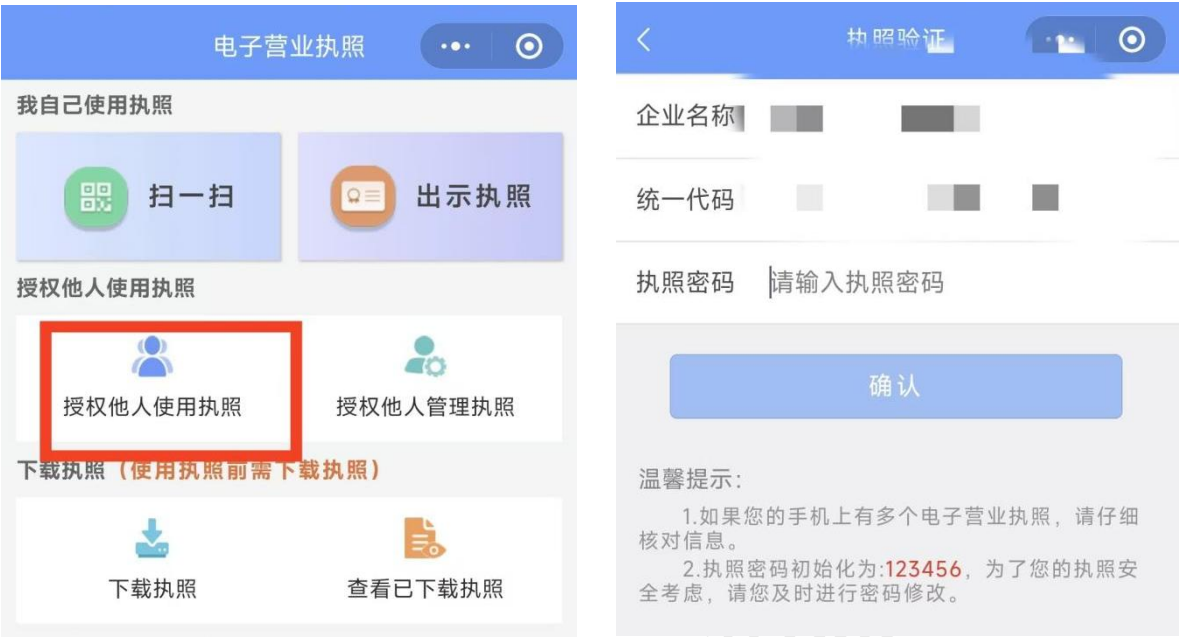 电子营业执照
我自己使用执照
扫一扫
出示执照
授权他人使用执照
授权他人使用执照
授权他人管理执照
下载执照（使用执照前需下载执照）
下载执照
查看已下载执照
执照验证
企业名称
统一代码
执照密码 请输入执照密码
确认
温馨提示：
1.如果您的手机上有多个电子营业执照，请仔细
核对信息。
2.执照密码初始化为:123456，为了您的执照安
全考虑，请您及时进行密码修改。